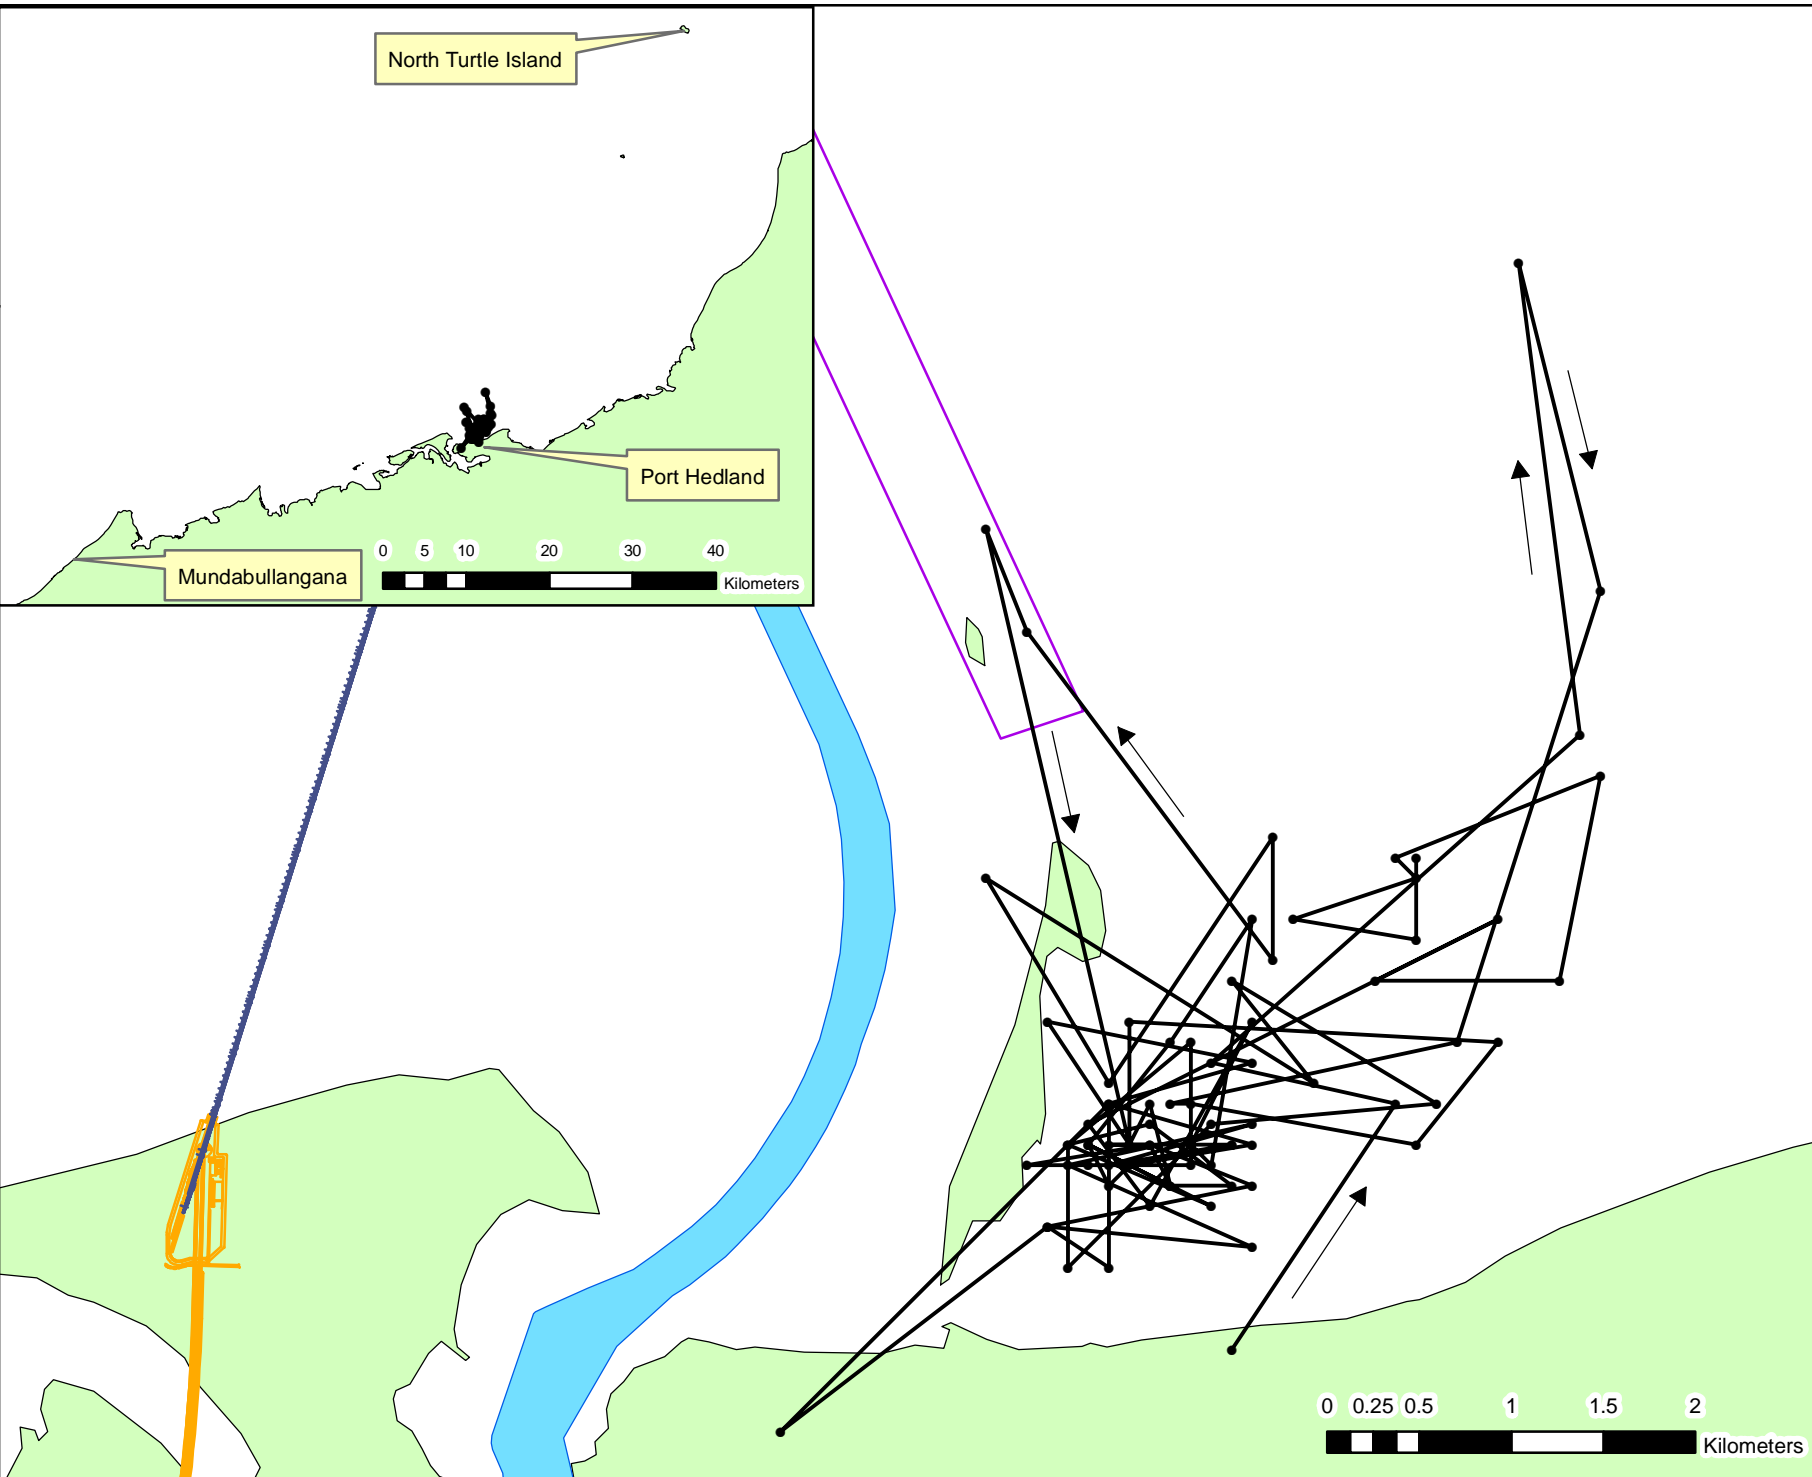 North Turtle Island
Port Hedland
Mundabullangana
0 5 10 20 30 40
Kilometers
0 0.25 0.5 1 1.5 2
Kilometers